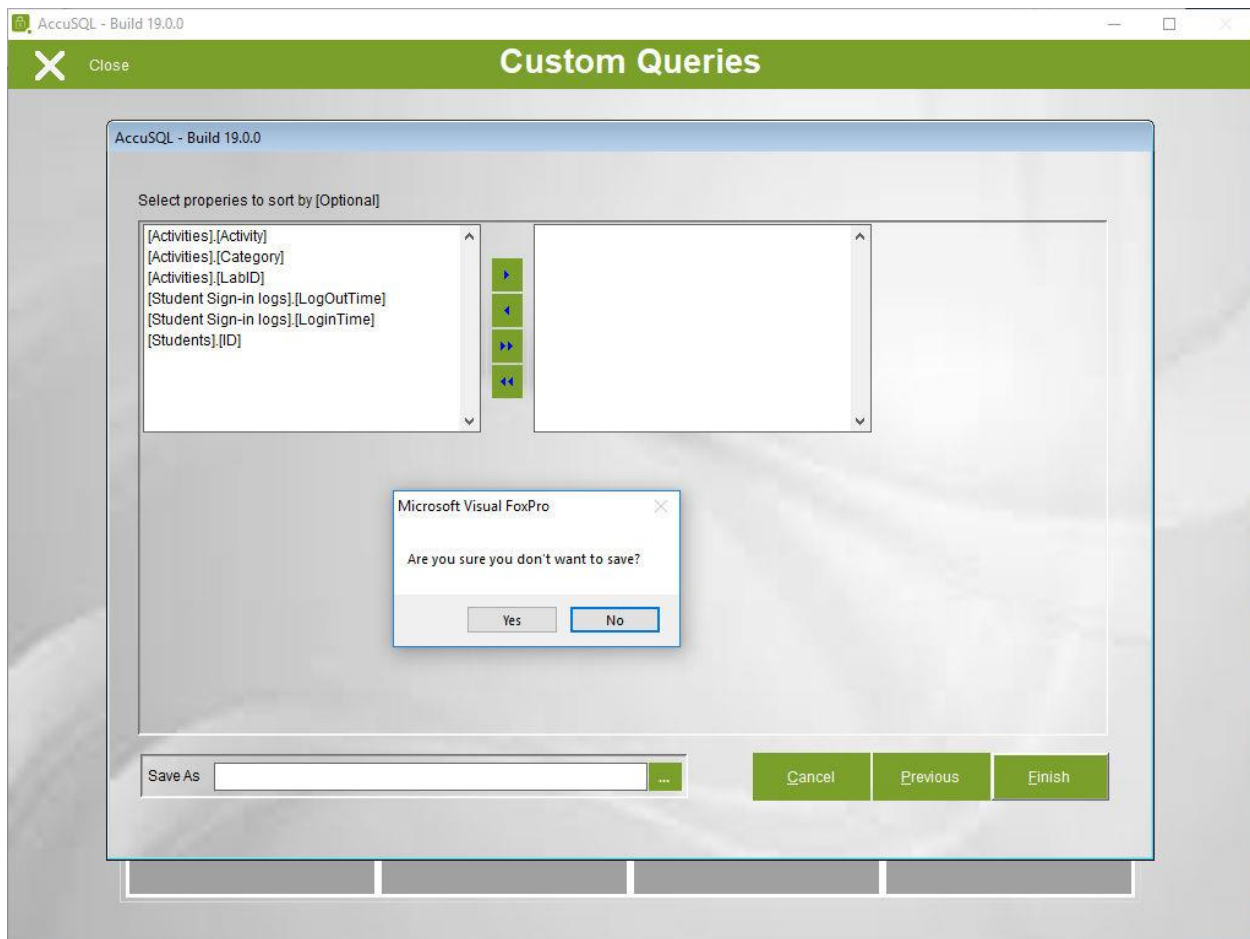 AccuSQL - Build 19.0.0
Close
Custom Queries
AccuSQL - Build 19.0.0
Select properies to sort by [Optional]
[Activities].[Activity]
[Activities].[Category]
[Activities].[LabID]
[Student Sign-in logs].[LogOutTime]
[Student Sign-in logs].[LoginTime]
[Students].[ID]
Microsoft Visual FoxPro
Are you sure you don't want to save?
Yes No
Save As ... Cancel Previous Finish